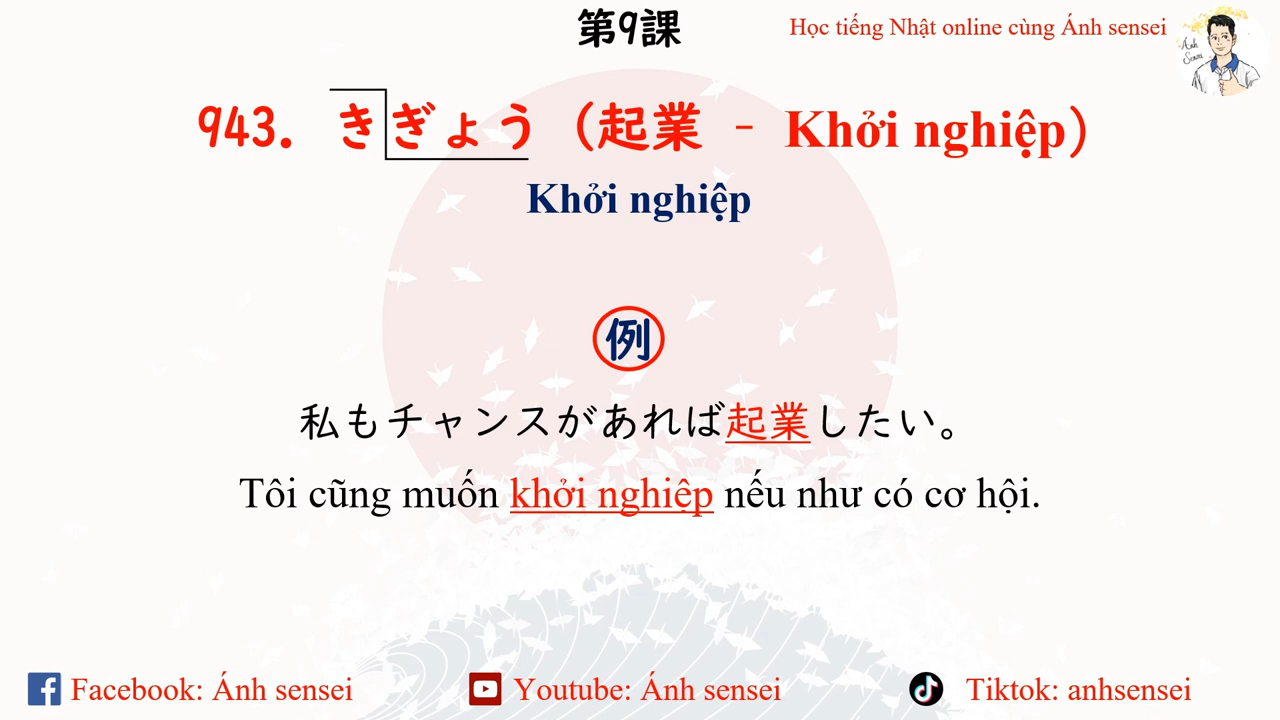 第9課
Học tiếng Nhật online cùng Ánh sensei
Ánh Sensei
943. きぎょう (起業 - Khởi nghiệp)
Khởi nghiệp
例
私もチャンスがあれば起業したい。
Tôi cũng muốn khởi nghiệp nếu như có cơ hội.
Facebook: Ánh sensei
Youtube: Ánh sensei
Tiktok: anhsensei